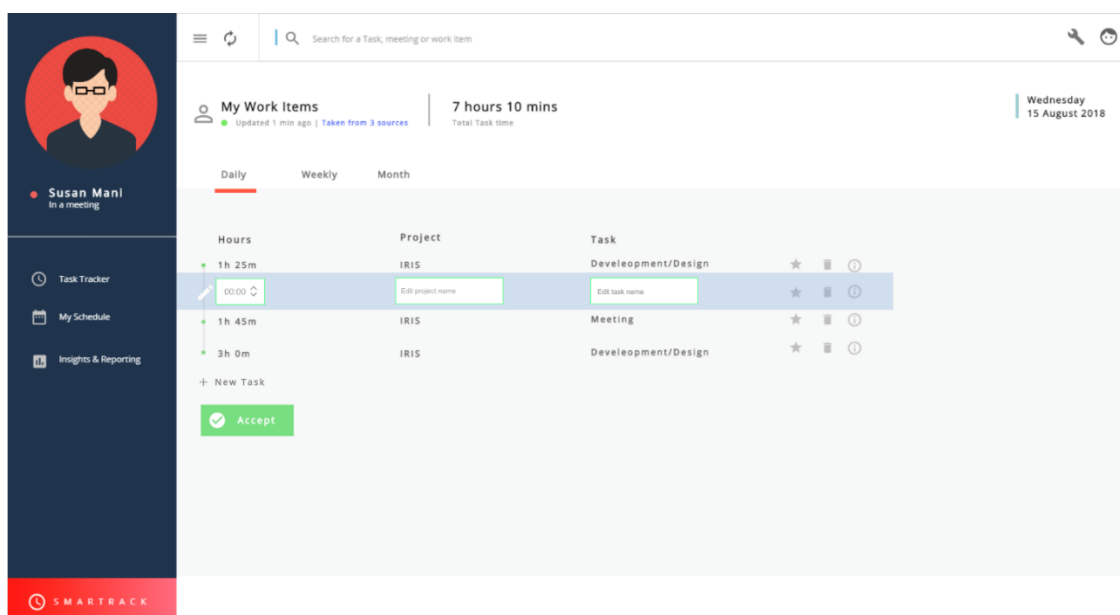 Search for a Task, meeting or work item
My Work Items
Updated 1 min ago | Taken from 3 sources
7 hours 10 mins
Total Task time
Wednesday
15 August 2018
Susan Mani
In a meeting
Task Tracker
My Schedule
Insights & Reporting
SMARTRACK
Daily Weekly Month
Hours Project Task
1h 25m IRIS Develeopment/Design
00:00 Edit project name Edit task name
1h 45m IRIS Meeting
3h 0m IRIS Develeopment/Design
+ New Task
Accept